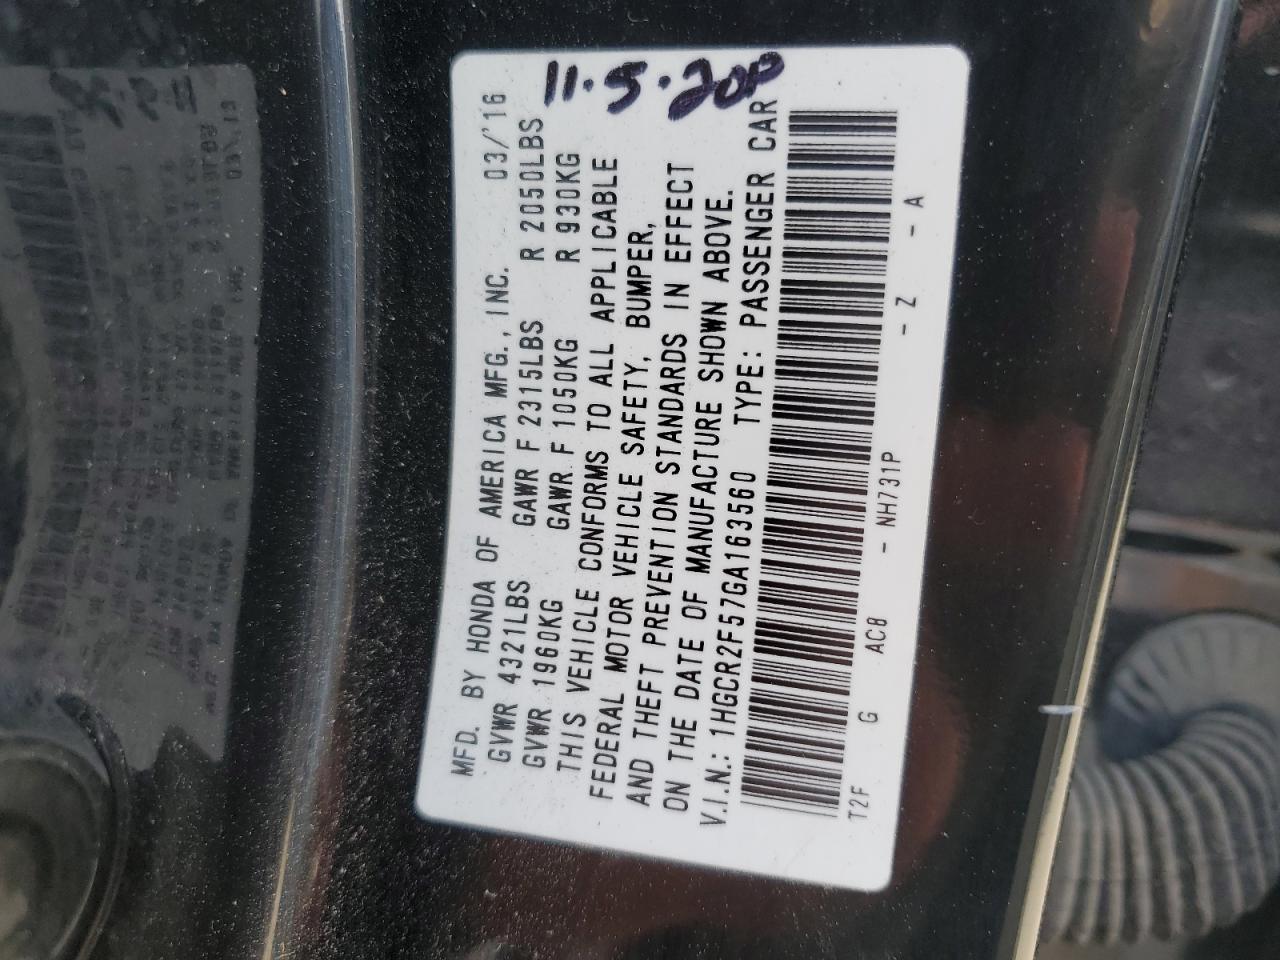 11.5.20P
MFD. BY HONDA OF AMERICA MFG., INC. 03/'16
GVWR 4321LBS GAWR F 2315LBS R 2050LBS
GVWR 1960KG GAWR F 1050KG R 930KG
THIS VEHICLE CONFORMS TO ALL APPLICABLE
FEDERAL MOTOR VEHICLE SAFETY, BUMPER,
AND THEFT PREVENTION STANDARDS IN EFFECT
ON THE DATE OF MANUFACTURE SHOWN ABOVE.
V.I.N.: 1HGCR2F57GA163560 TYPE: PASSENGER CAR
T2F G AC8 - NH731P - Z - A